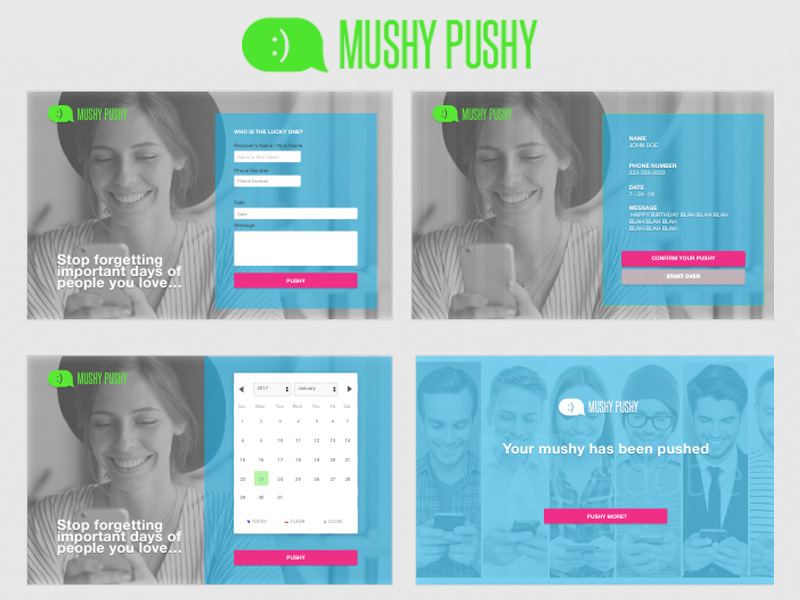 :) MUSHY PUSHY
:) MUSHY PUSHY
WHO IS THE LUCKY ONE?
Receiver's Name / Nick Name
Name or Nick Name
Phone Number
Phone Number
Date
Date
Message
PUSHY
Stop forgetting
important days of
people you love...
:) MUSHY PUSHY
NAME
JOHN DOE
PHONE NUMBER
DATE
7 - 24 -18
MESSAGE
HAPPY BIRTHDAY BLAH BLAH BLAH
BLAH BLAH BLAH
BLAH BLAH BLAH
CONFIRM YOUR PUSHY
START OVER
:) MUSHY PUSHY
Stop forgetting
important days of
people you love...
2017 January
Sun Mon Tue Wed Thu Fri Sat
1 2 3 4 5 6 7
8 9 10 11 12 13 14
15 16 17 18 19 20 21
22 23 24 25 26 27 28
29 30 31
TODAY CLEAR CLOSE
PUSHY
:) MUSHY PUSHY
Your mushy has been pushed
PUSHY MORE?